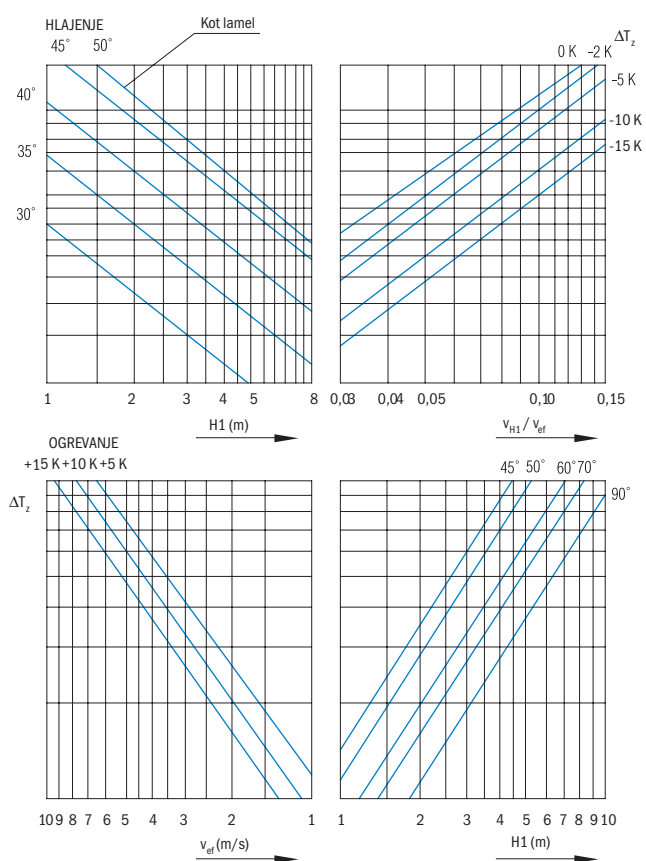 HLAJENJE
Kot lamel
45° 50°
40°
35°
30°
1 2 3 4 5 8
H1 (m)
ΔTz
0 K -2 K
-5 K
-10 K
-15 K
0,03 0,04 0,05 0,10 0,15
vH1 / vef
OGREVANJE
+15 K +10 K +5 K
ΔTz
10 9 8 7 6 5 4 3 2 1
vef (m/s)
45° 50° 60° 70°
90°
1 2 3 4 5 6 7 8 9 10
H1 (m)